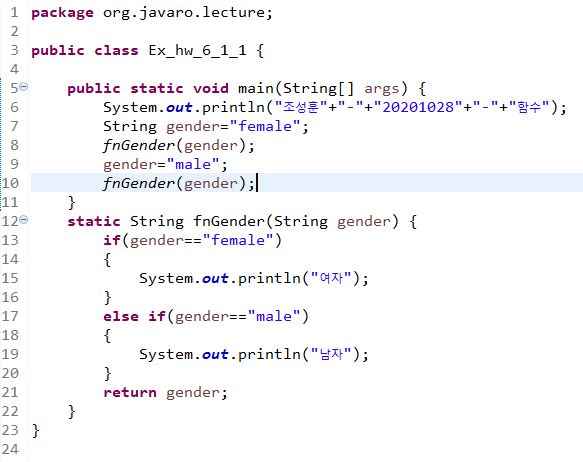 1 package org.javaro.lecture;
2
3 public class Ex_hw_6_1_1 {
4
5 public static void main(String[] args) {
6 System.out.println("조성훈"+"-"+"20201028"+"-"+"함수");
7 String gender="female";
8 fnGender(gender);
9 gender="male";
10 fnGender(gender);
11 }
12 static String fnGender(String gender) {
13 if(gender=="female")
14 {
15 System.out.println("여자");
16 }
17 else if(gender=="male")
18 {
19 System.out.println("남자");
20 }
21 return gender;
22 }
23 }
24